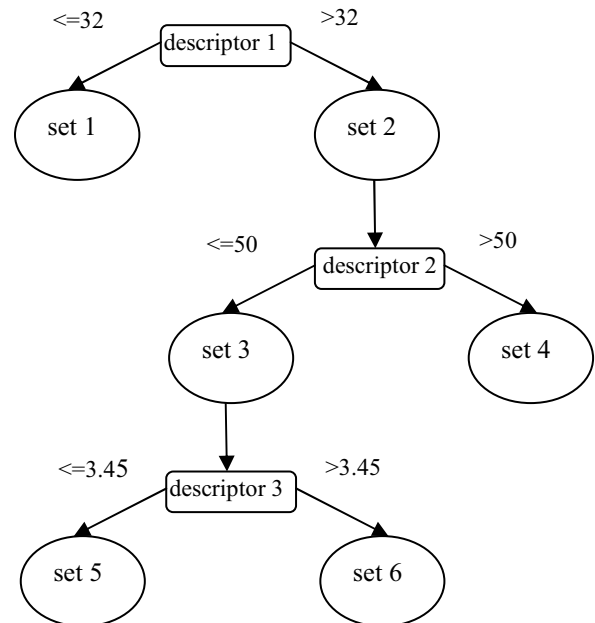 <=32
>32
descriptor 1
set 1
set 2
<=50
>50
descriptor 2
set 3
set 4
<=3.45
>3.45
descriptor 3
set 5
set 6